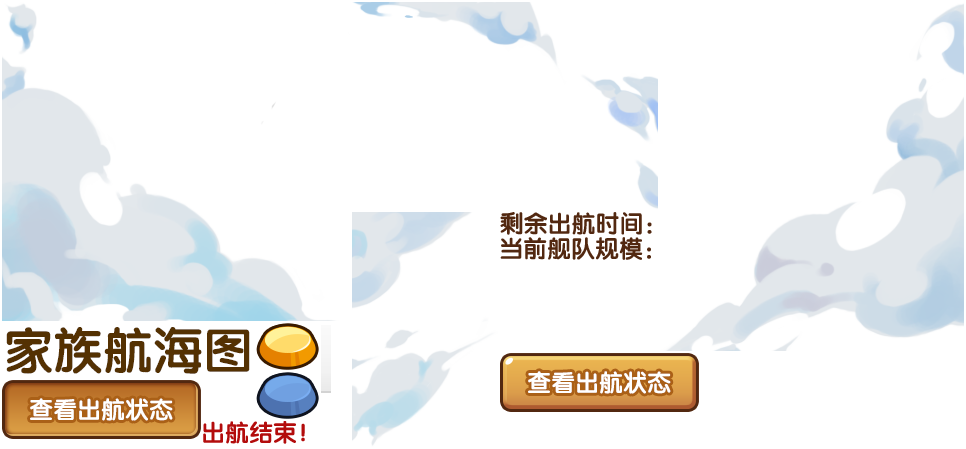 剩余出航时间：
当前舰队规模：
家族航海图
查看出航状态
查看出航状态
出航结束！